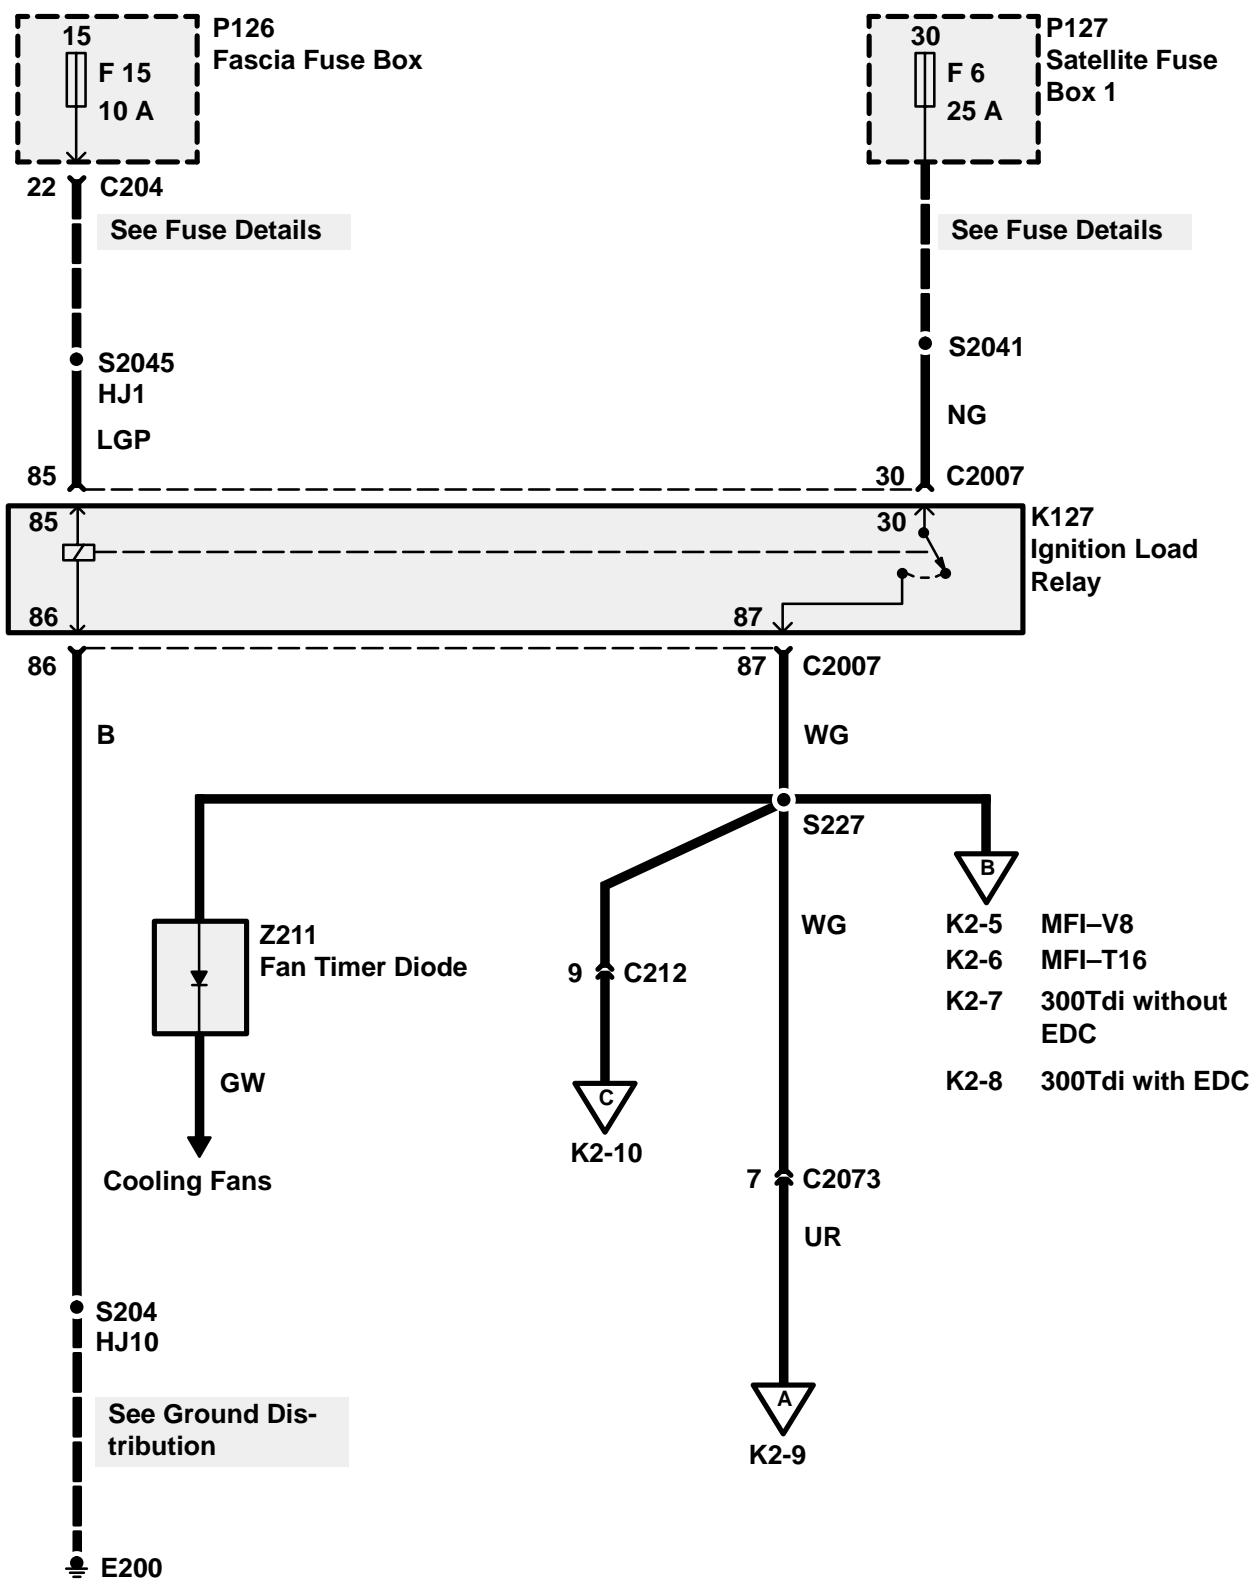 P126
Fascia Fuse Box
15
F 15
10 A
P127
Satellite Fuse
Box 1
30
F 6
25 A
22
C204
See Fuse Details
See Fuse Details
S2045
HJ1
LGP
S2041
NG
85
30
C2007
85
30
K127
Ignition Load
Relay
86
87
86
87
C2007
B
WG
S227
B
Z211
Fan Timer Diode
WG
K2-5 MFI–V8
K2-6 MFI–T16
K2-7 300Tdi without
EDC
K2-8 300Tdi with EDC
9
C212
GW
C
K2-10
Cooling Fans
7
C2073
UR
S204
HJ10
A
K2-9
See Ground Dis-
tribution
E200